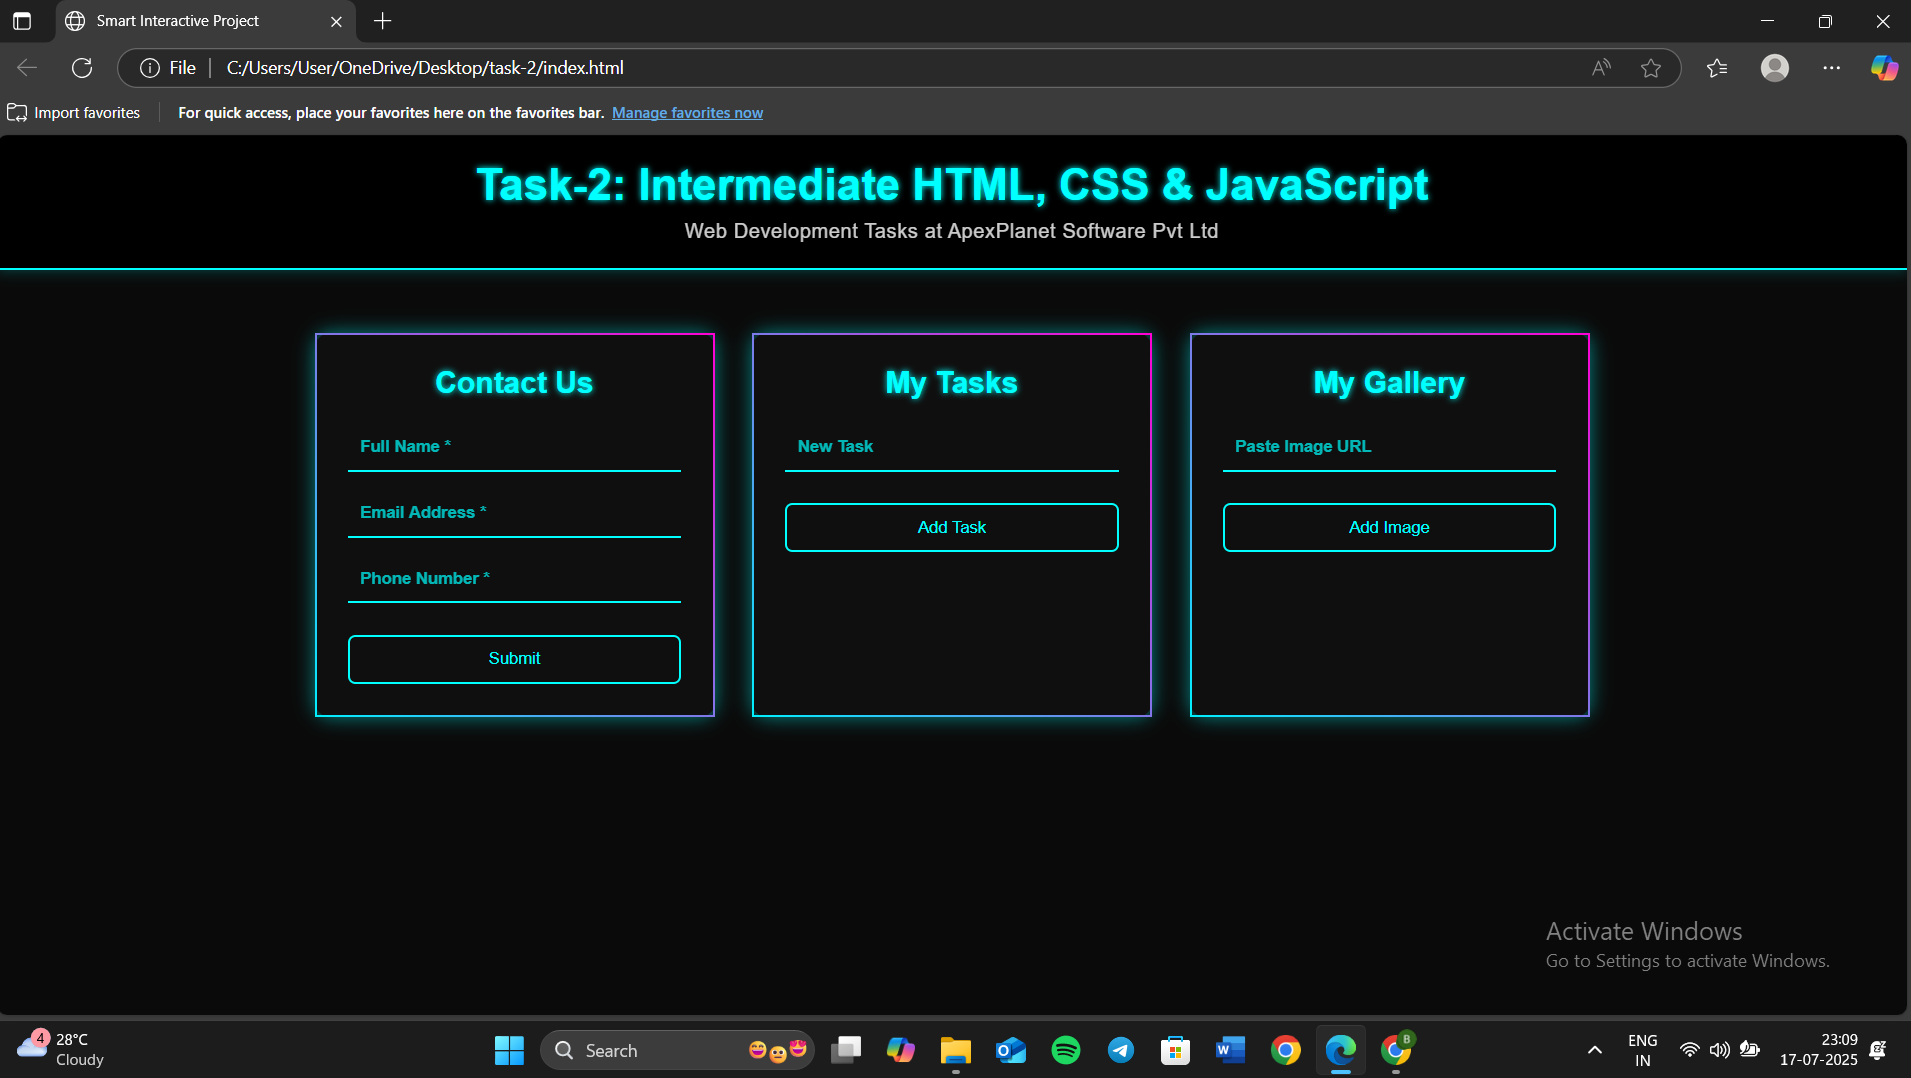 Smart Interactive Project
File
C:/Users/User/OneDrive/Desktop/task-2/index.html
Import favorites
For quick access, place your favorites here on the favorites bar. Manage favorites now
Task-2: Intermediate HTML, CSS & JavaScript
Web Development Tasks at ApexPlanet Software Pvt Ltd
Contact Us
Full Name *
Email Address *
Phone Number *
Submit
My Tasks
New Task
Add Task
My Gallery
Paste Image URL
Add Image
Activate Windows
Go to Settings to activate Windows.
4
28°C
Cloudy
Search
B
ENG
IN
23:09
17-07-2025